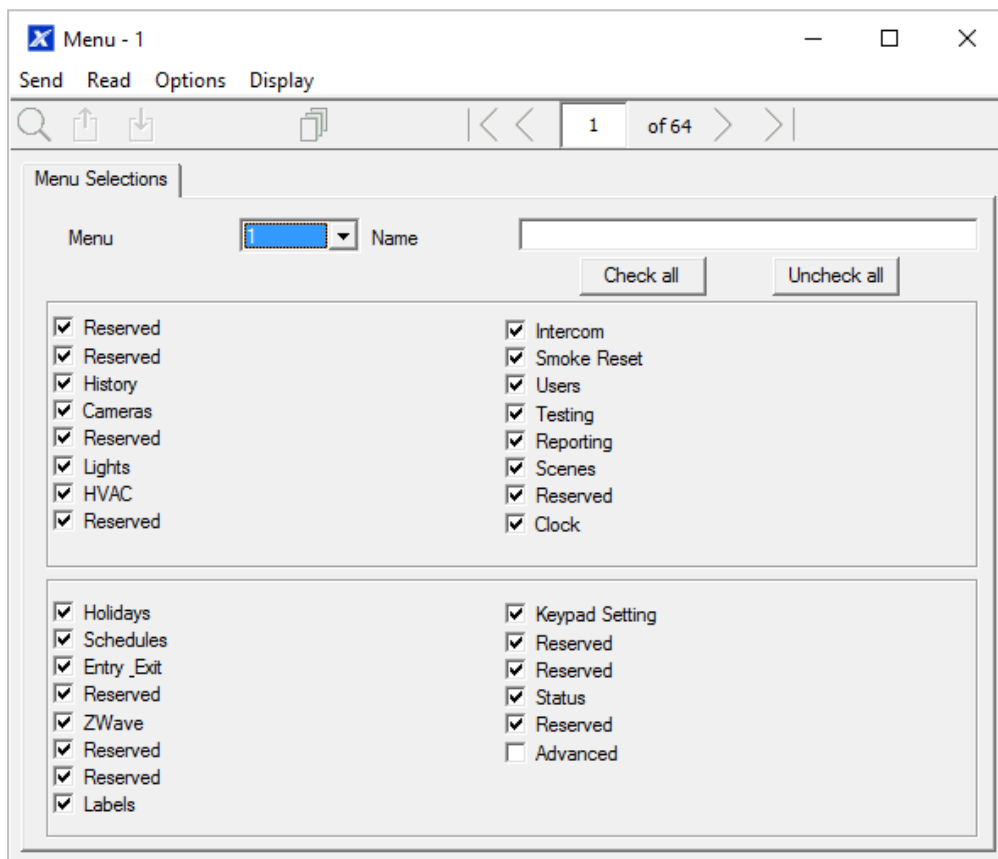 Menu - 1
Send Read Options Display
1 of 64
Menu Selections
Menu 1 Name
Check all Uncheck all
Reserved
Reserved
History
Cameras
Reserved
Lights
HVAC
Reserved
Intercom
Smoke Reset
Users
Testing
Reporting
Scenes
Reserved
Clock
Holidays
Schedules
Entry _Exit
Reserved
ZWave
Reserved
Reserved
Labels
Keypad Setting
Reserved
Reserved
Status
Reserved
Advanced